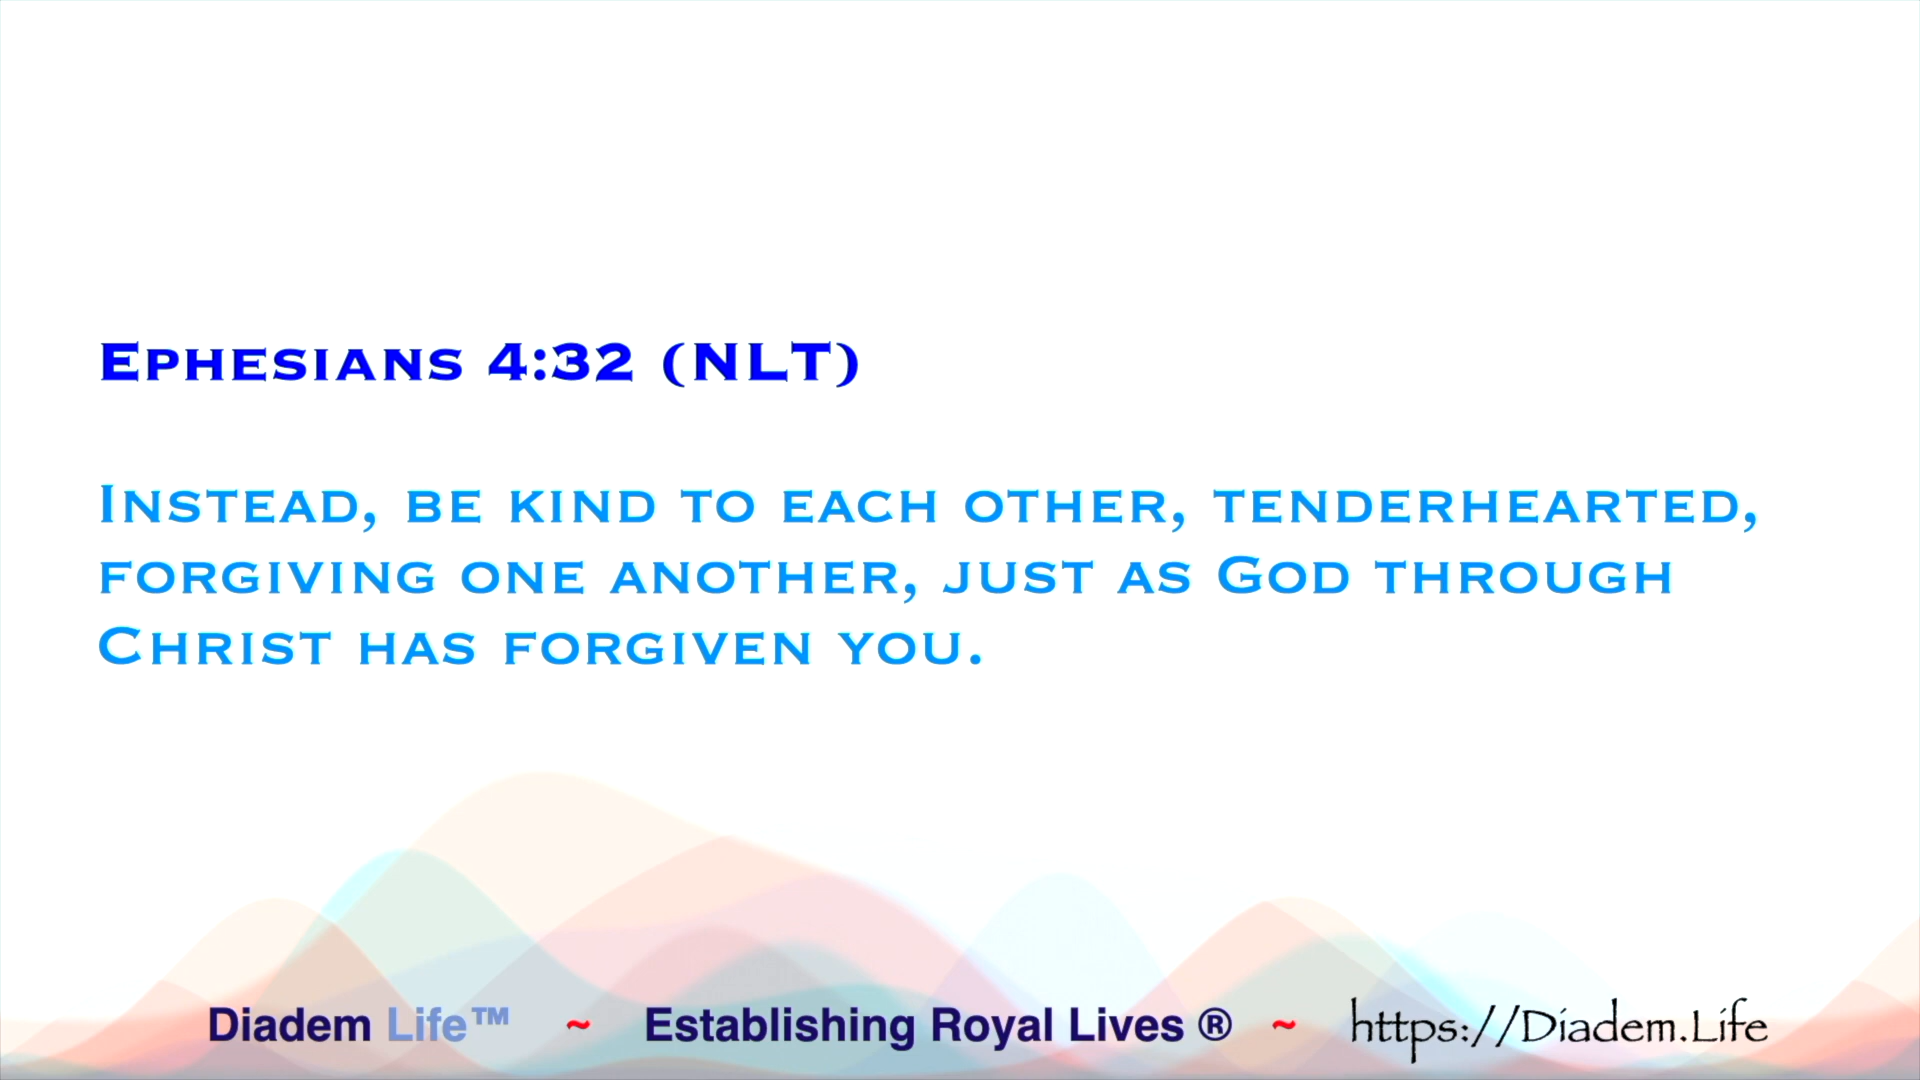 Ephesians 4:32 (NLT)
Instead, be kind to each other, tenderhearted,
forgiving one another, just as God through
Christ has forgiven you.
Diadem Life™ ~ Establishing Royal Lives ® ~ https://Diadem.Life